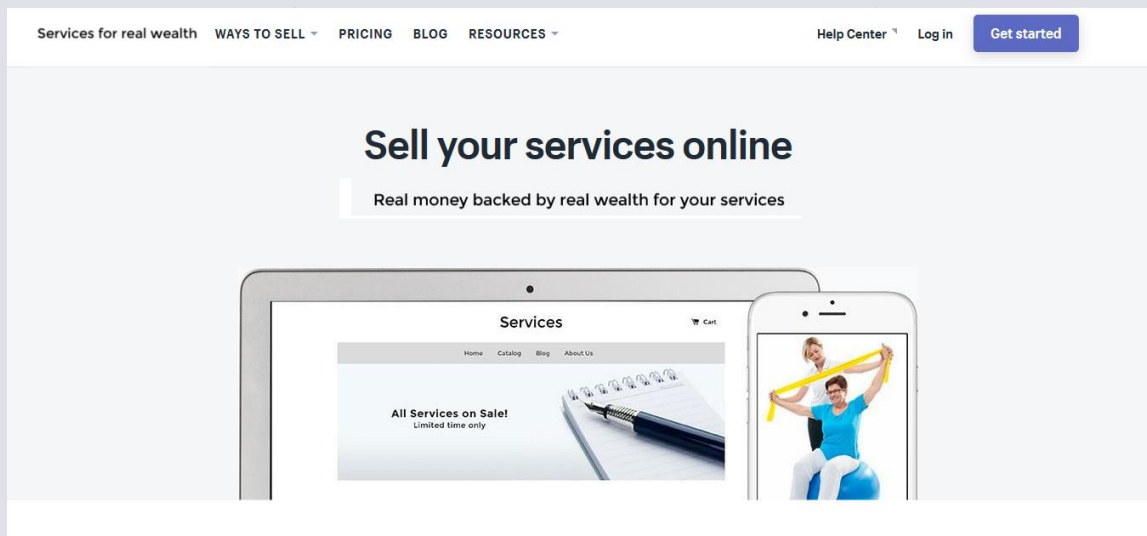 Services for real wealth WAYS TO SELL PRICING BLOG RESOURCES Help Center Log in Get started
Sell your services online
Real money backed by real wealth for your services
Services Cart
Home Catalog Blog About Us
All Services on Sale!
Limited time only